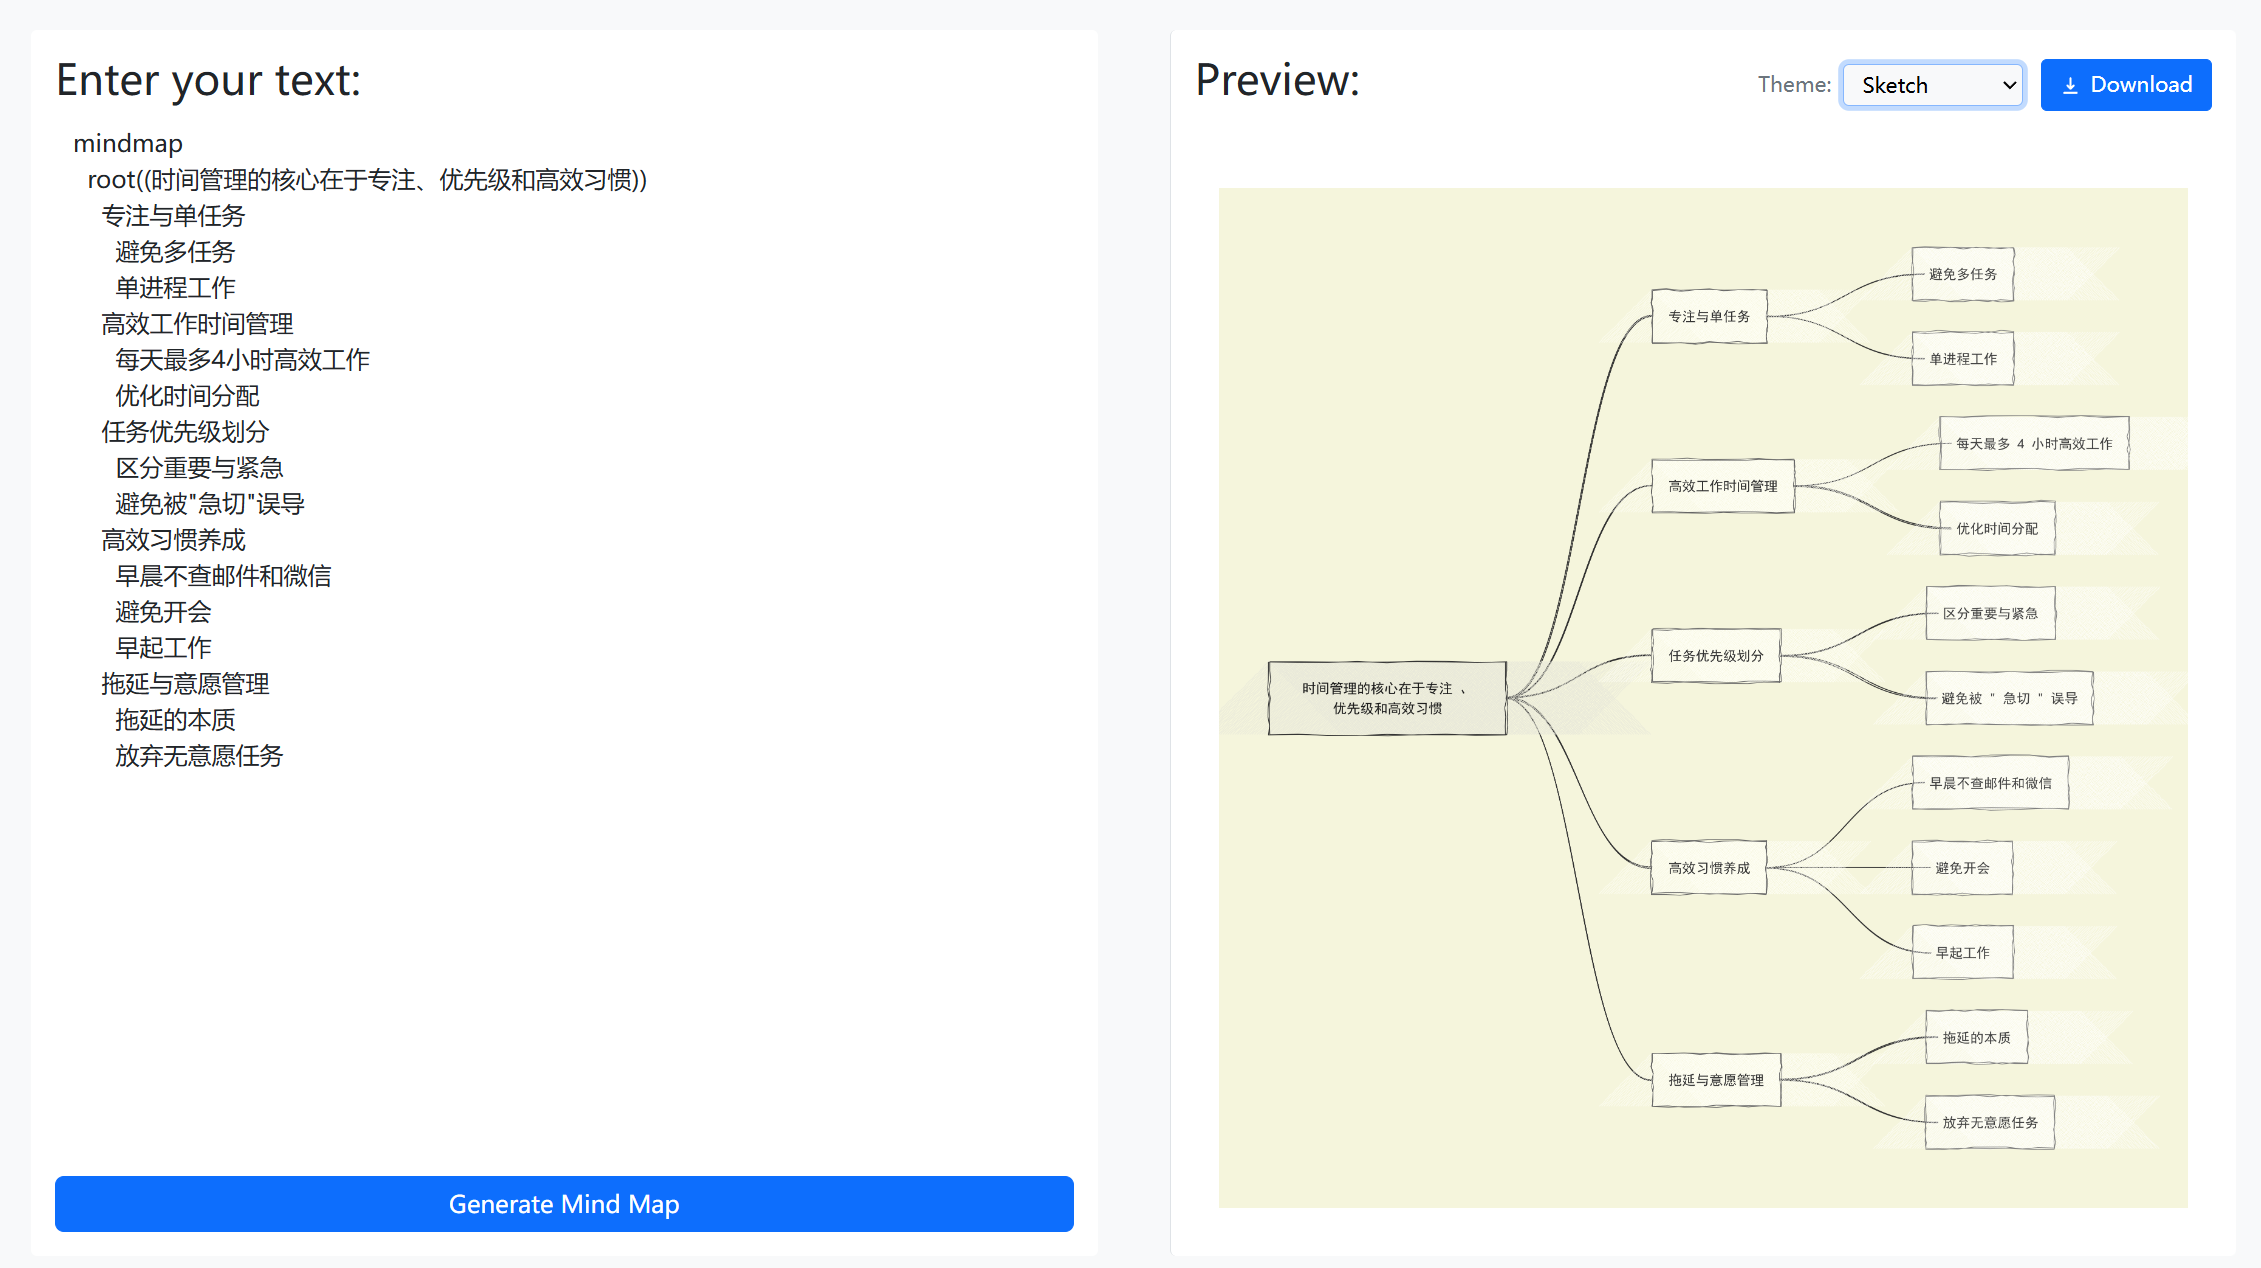 Enter your text:
mindmap
root((时间管理的核心在于专注、优先级和高效习惯))
专注与单任务
避免多任务
单进程工作
高效工作时间管理
每天最多4小时高效工作
优化时间分配
任务优先级划分
区分重要与紧急
避免被"急切"误导
高效习惯养成
早晨不查邮件和微信
避免开会
早起工作
拖延与意愿管理
拖延的本质
放弃无意愿任务
Generate Mind Map
Preview:
Theme:
Sketch
Download
时间管理的核心在于专注 、
优先级和高效习惯
专注与单任务
避免多任务
单进程工作
高效工作时间管理
每天最多 4 小时高效工作
优化时间分配
任务优先级划分
区分重要与紧急
避免被 " 急切 " 误导
高效习惯养成
早晨不查邮件和微信
避免开会
早起工作
拖延与意愿管理
拖延的本质
放弃无意愿任务